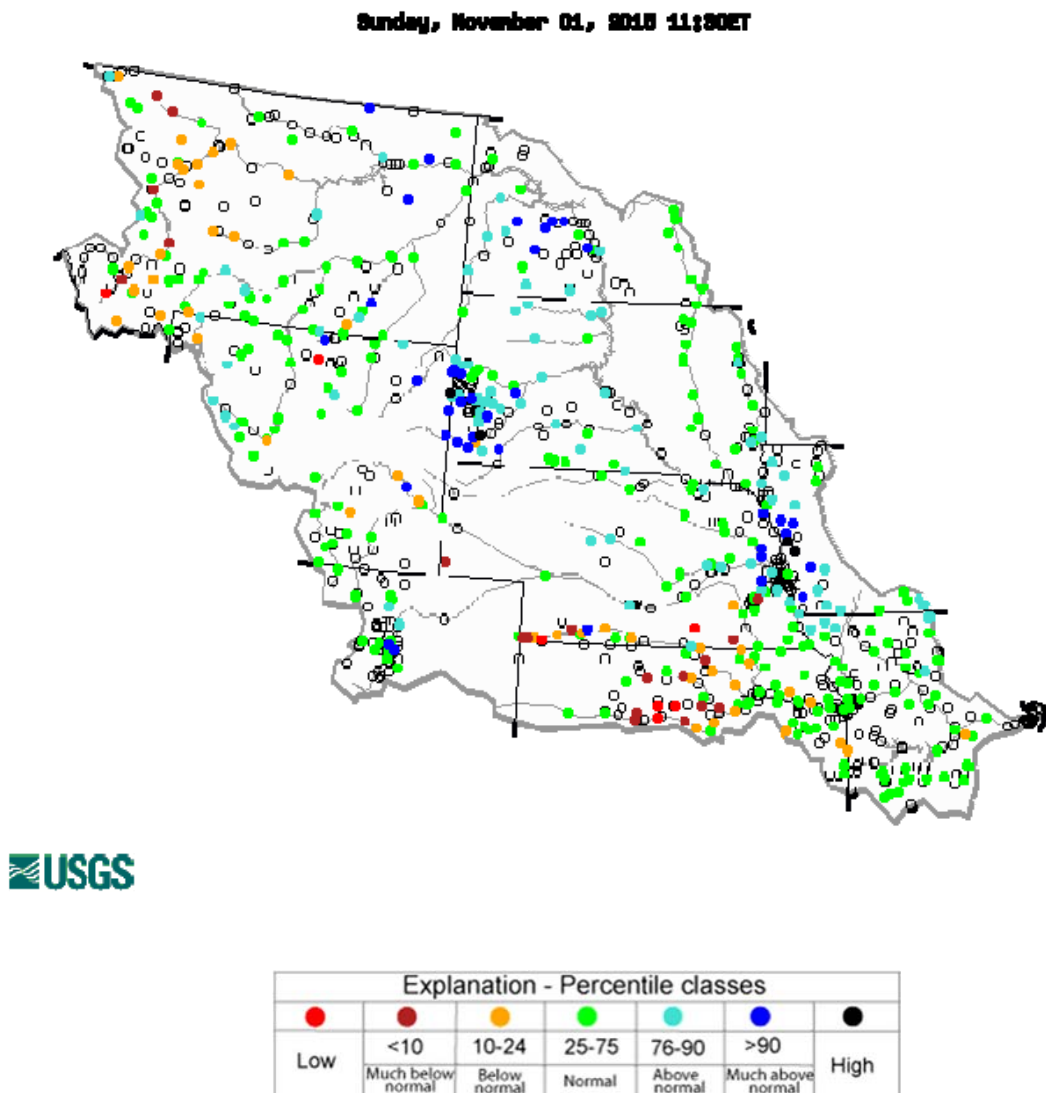 Sunday, November 01, 2015 11:30ET
USGS
Explanation - Percentile classes
<10 10-24 25-75 76-90 >90
Low High
Much below normal Below normal Normal Above normal Much above normal